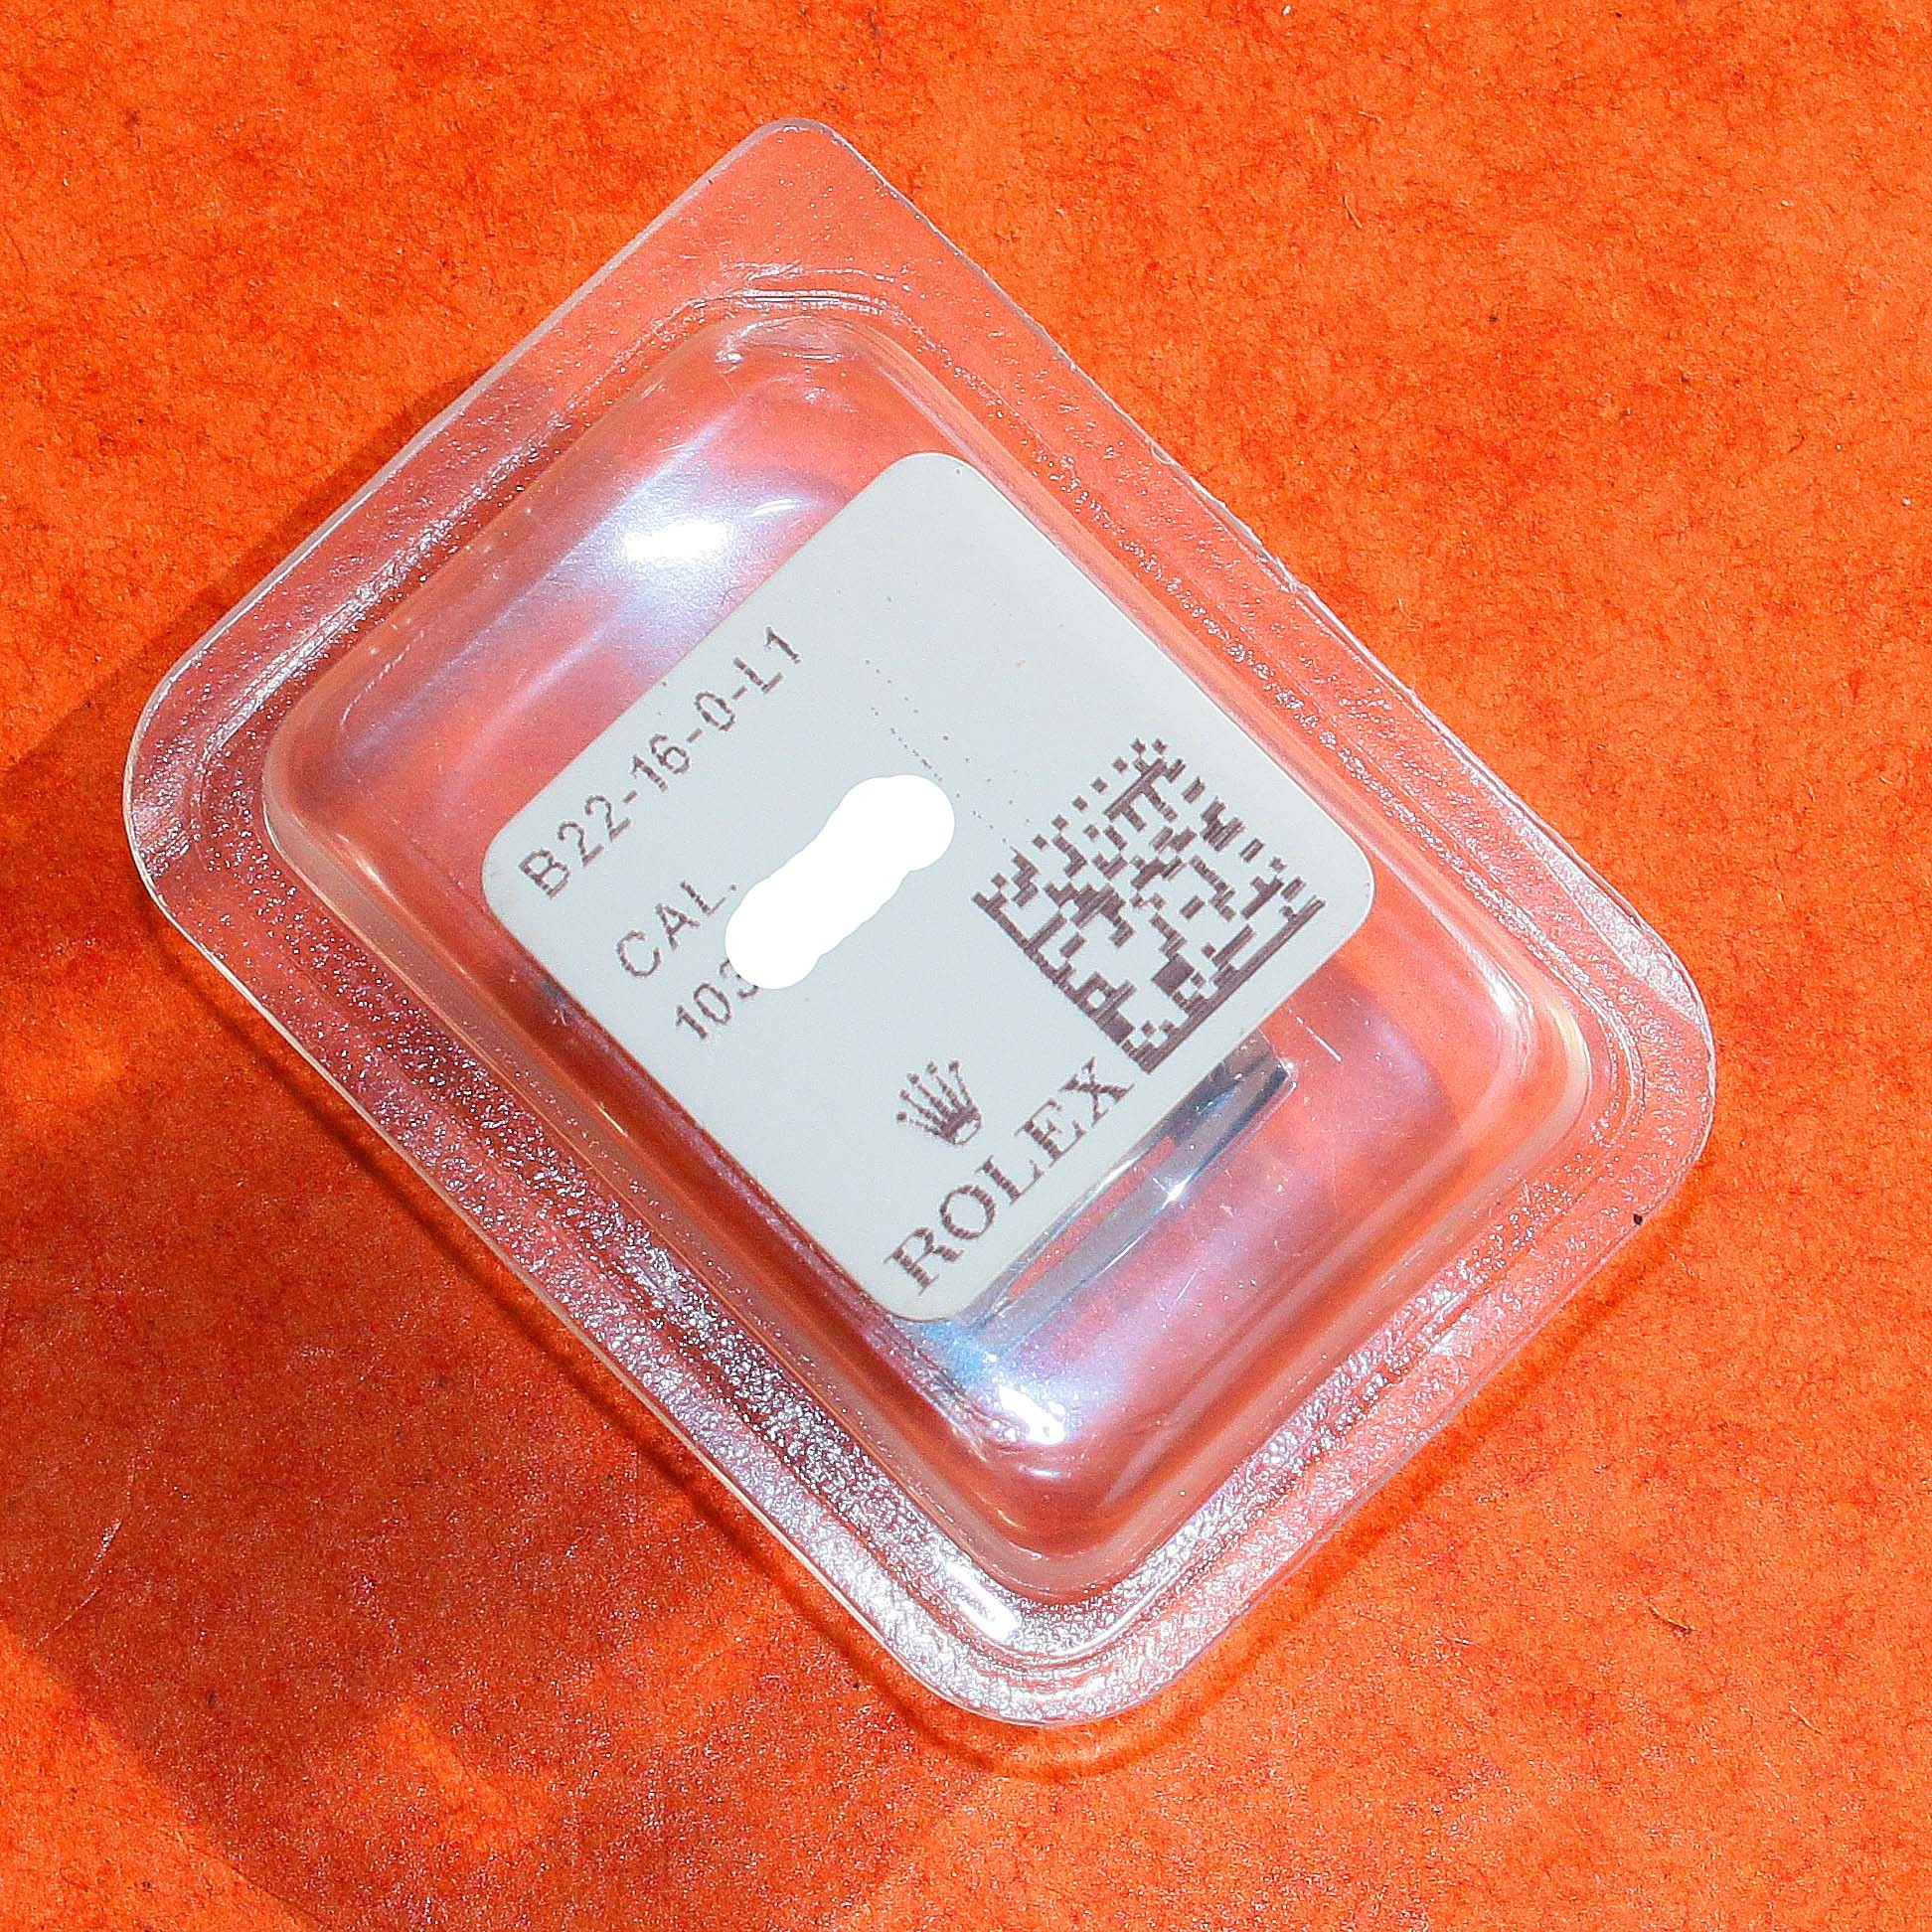 B22-16-0-L1
CAL.
103
ROLEX